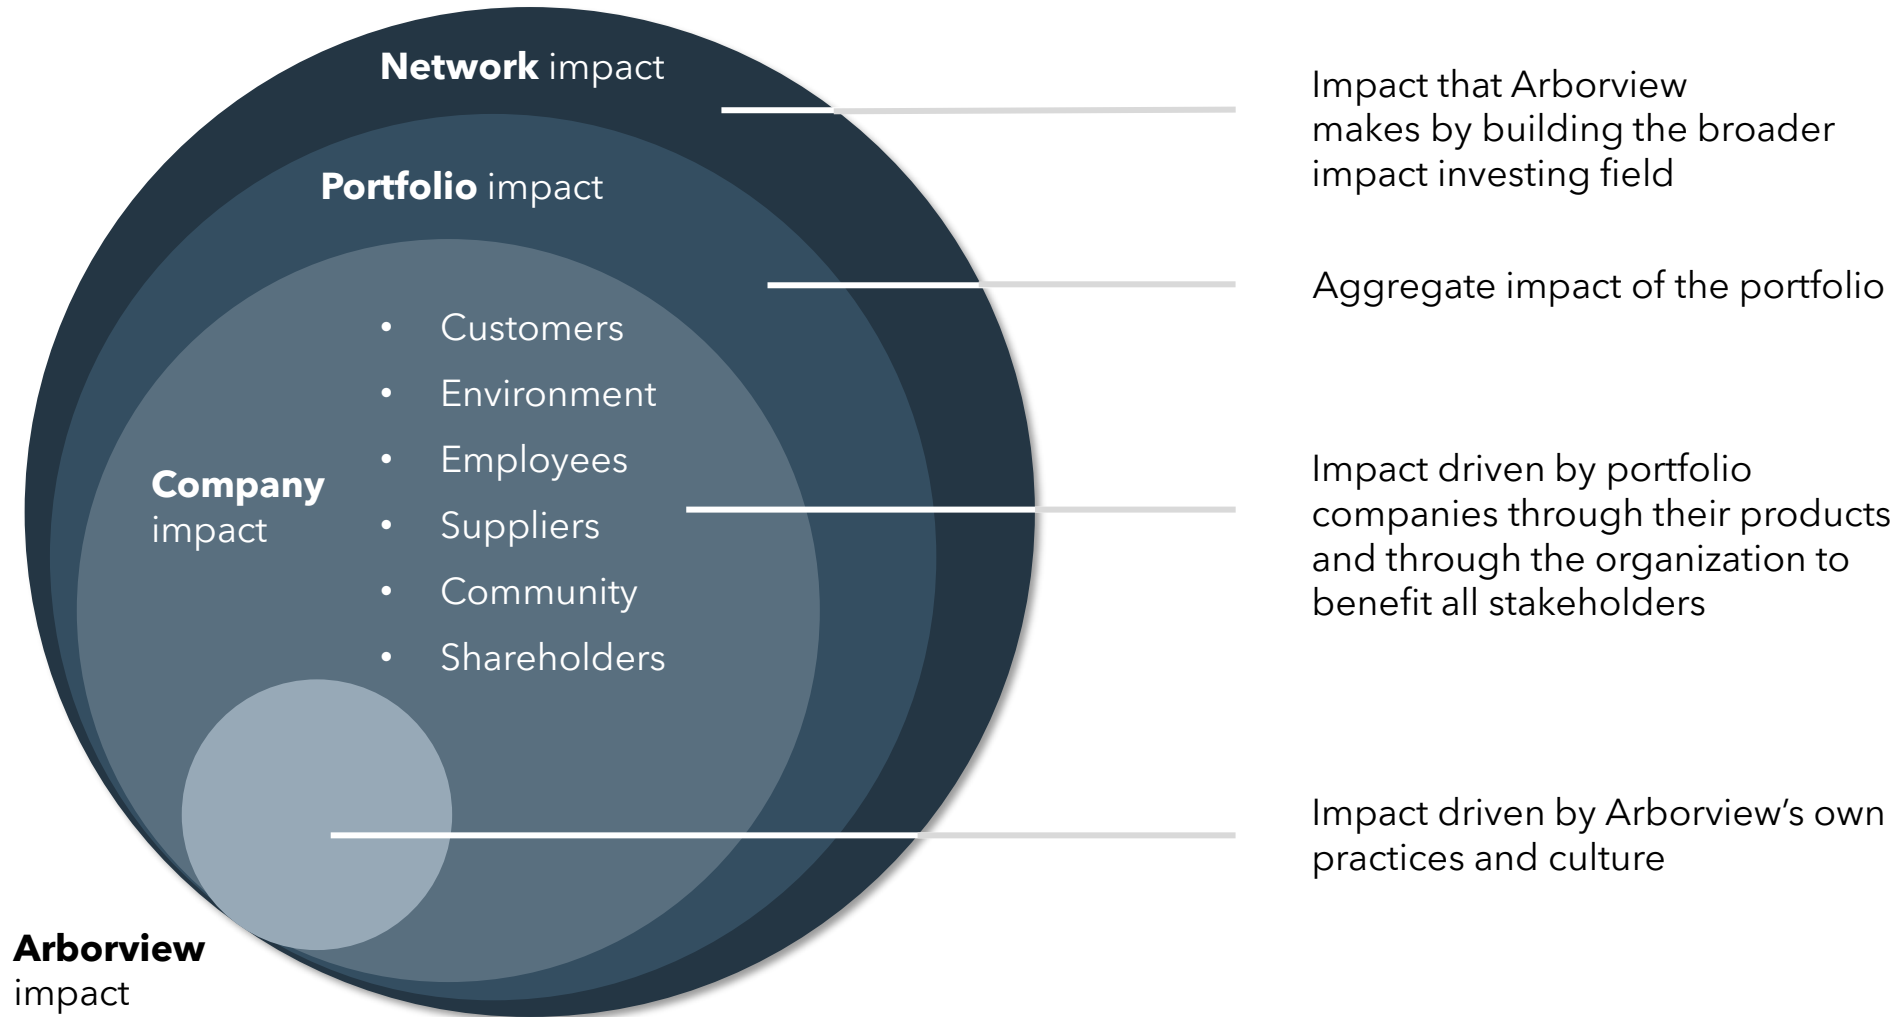 Network impact
Impact that Arborview
makes by building the broader
impact investing field
Portfolio impact
Aggregate impact of the portfolio
Company
impact
• Customers
• Environment
• Employees
• Suppliers
• Community
• Shareholders
Impact driven by portfolio
companies through their products
and through the organization to
benefit all stakeholders
Arborview
impact
Impact driven by Arborview’s own
practices and culture